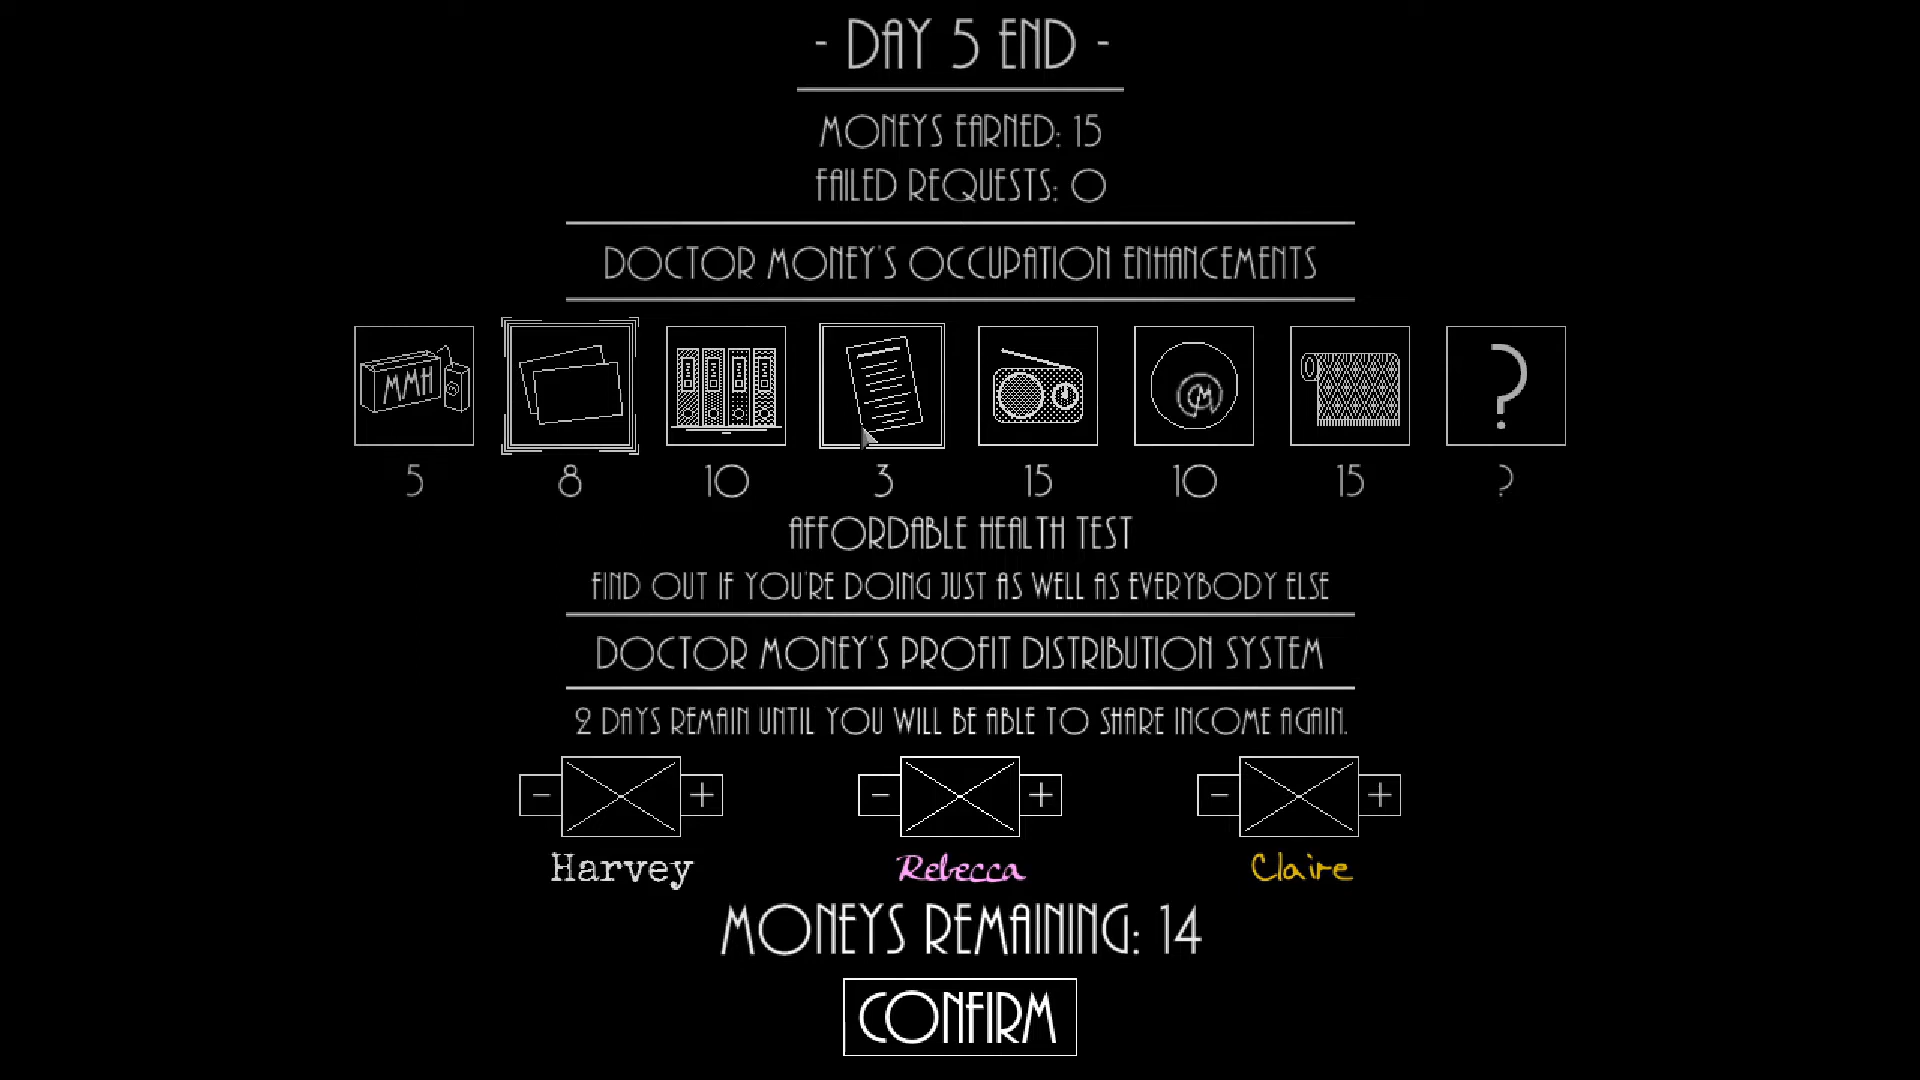 - DAY 5 END -
MONEYS EARNED: 15
FAILED REQUESTS: 0
DOCTOR MONEY'S OCCUPATION ENHANCEMENTS
MMH
M
?
5 8 10 3 15 10 15 ?
AFFORDABLE HEALTH TEST
FIND OUT IF YOU'RE DOING JUST AS WELL AS EVERYBODY ELSE
DOCTOR MONEY'S PROFIT DISTRIBUTION SYSTEM
2 DAYS REMAIN UNTIL YOU WILL BE ABLE TO SHARE INCOME AGAIN.
- + - + - +
Harvey Rebecca Claire
MONEYS REMAINING: 14
CONFIRM